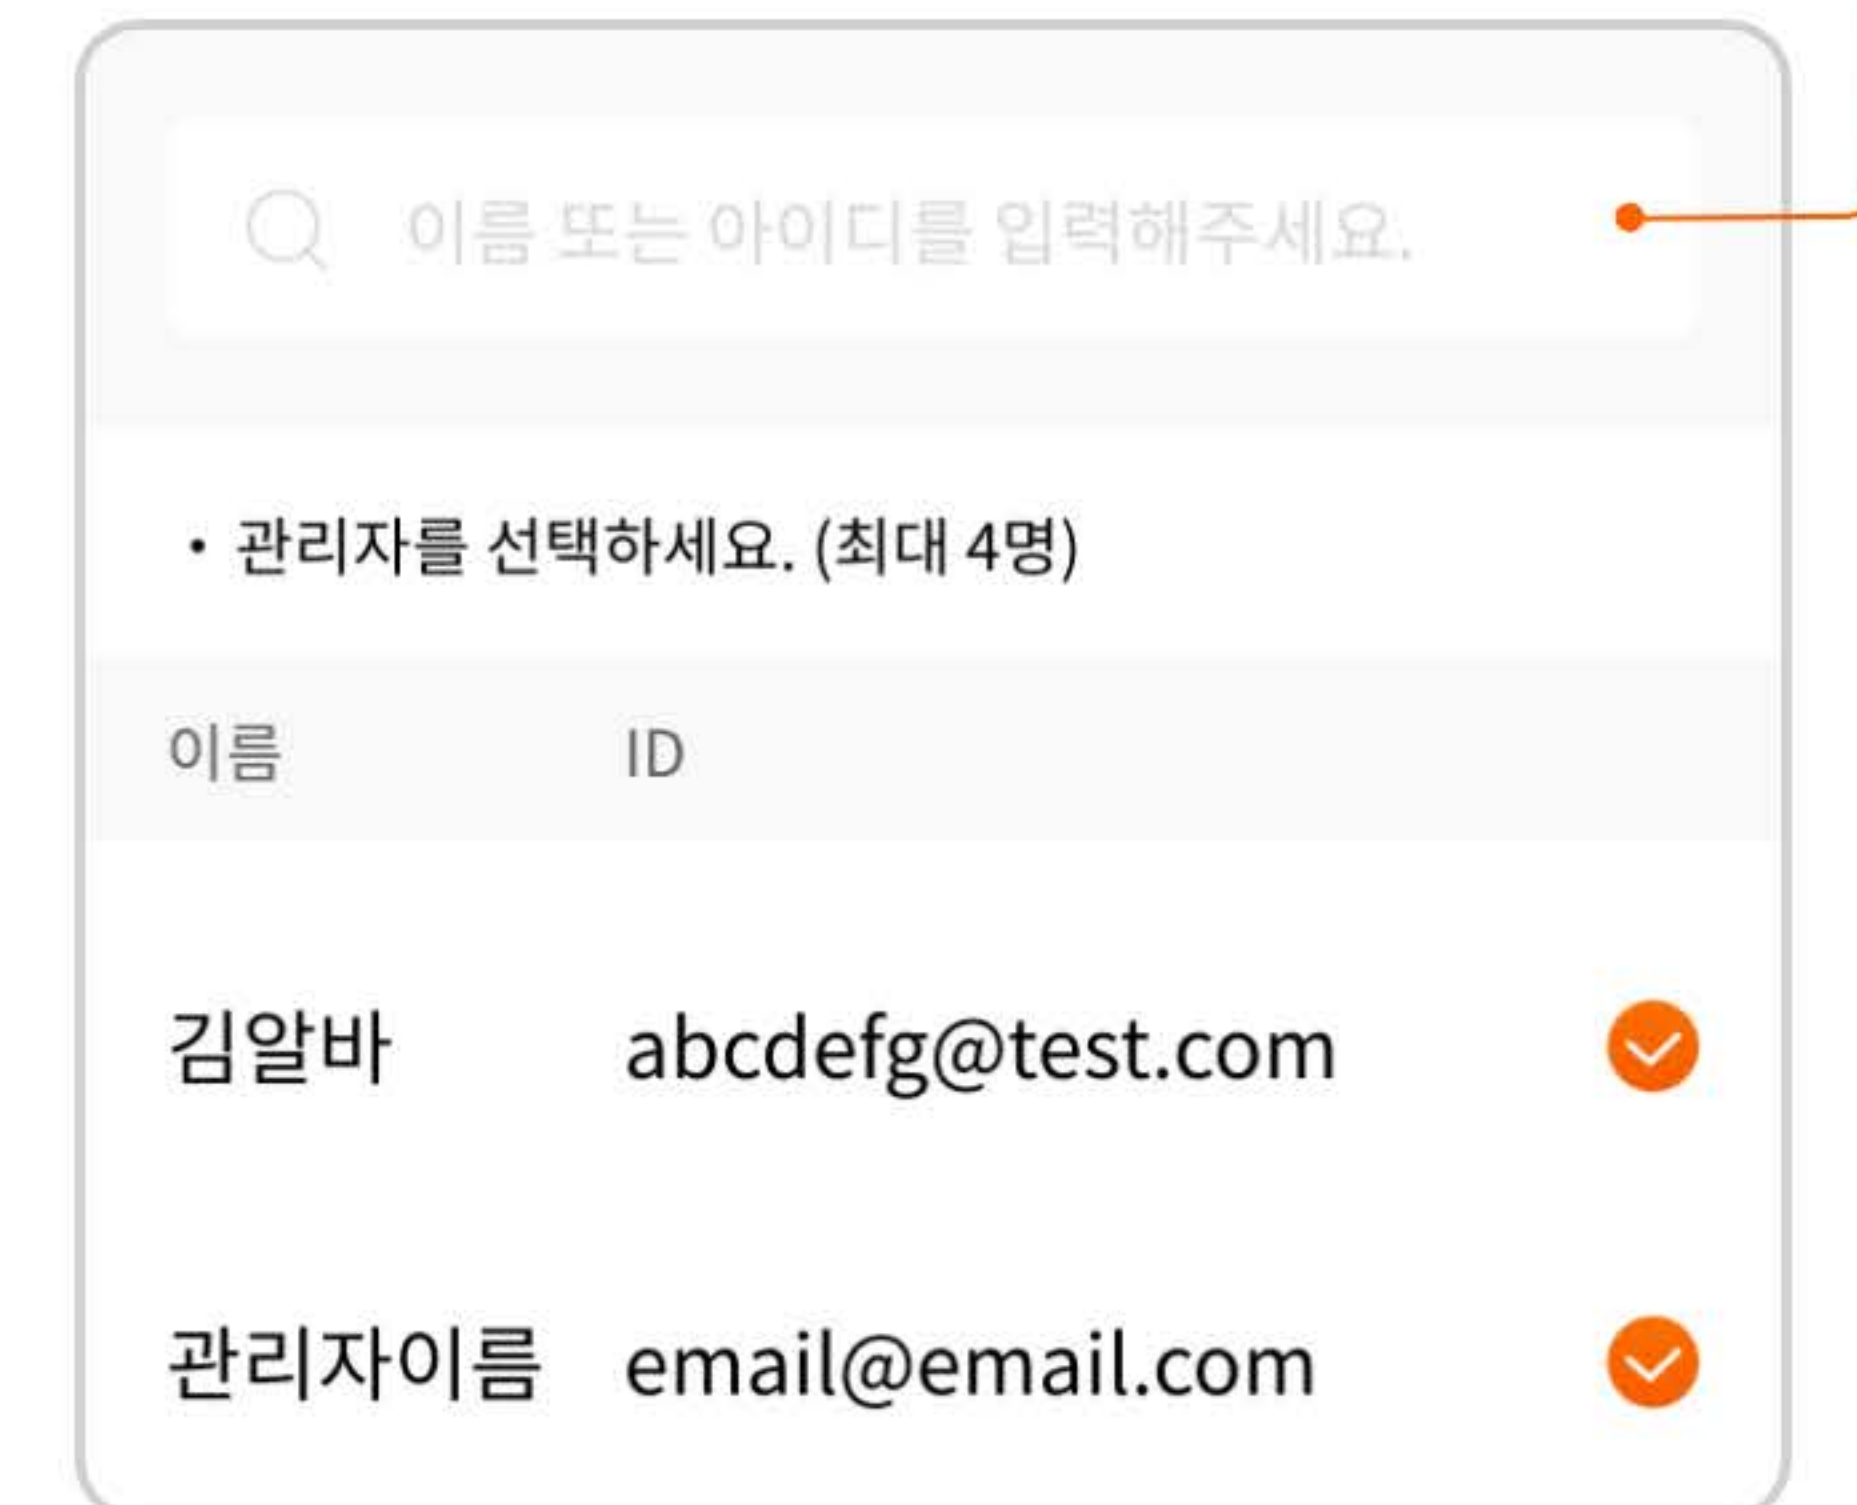 이름 또는 아이디를 입력해주세요.
• 관리자를 선택하세요. (최대 4명)
이름 ID
김알바 abcdefg@test.com
관리자이름 email@email.com